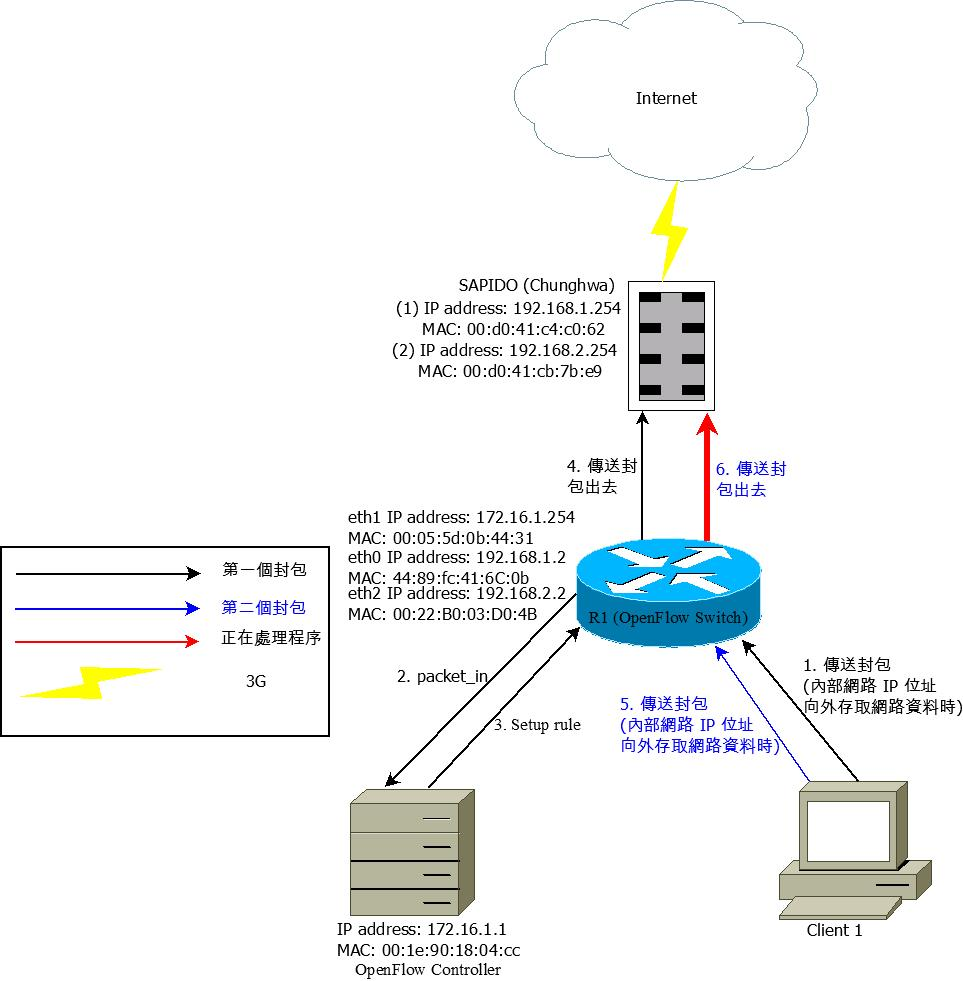 Internet
SAPIDO (Chunghwa)
(1) IP address: 192.168.1.254
MAC: 00:d0:41:c4:c0:62
(2) IP address: 192.168.2.254
MAC: 00:d0:41:cb:7b:e9
4. 傳送封
包出去
6. 傳送封
包出去
eth1 IP address: 172.16.1.254
MAC: 00:05:5d:0b:44:31
eth0 IP address: 192.168.1.2
MAC: 44:89:fc:41:6C:0b
eth2 IP address: 192.168.2.2
MAC: 00:22:B0:03:D0:4B
R1 (OpenFlow Switch)
第一個封包
第二個封包
正在處理程序
3G
2. packet_in
3. Setup rule
1. 傳送封包
(內部網路 IP 位址
向外存取網路資料時)
5. 傳送封包
(內部網路 IP 位址
向外存取網路資料時)
IP address: 172.16.1.1
MAC: 00:1e:90:18:04:cc
OpenFlow Controller
Client 1